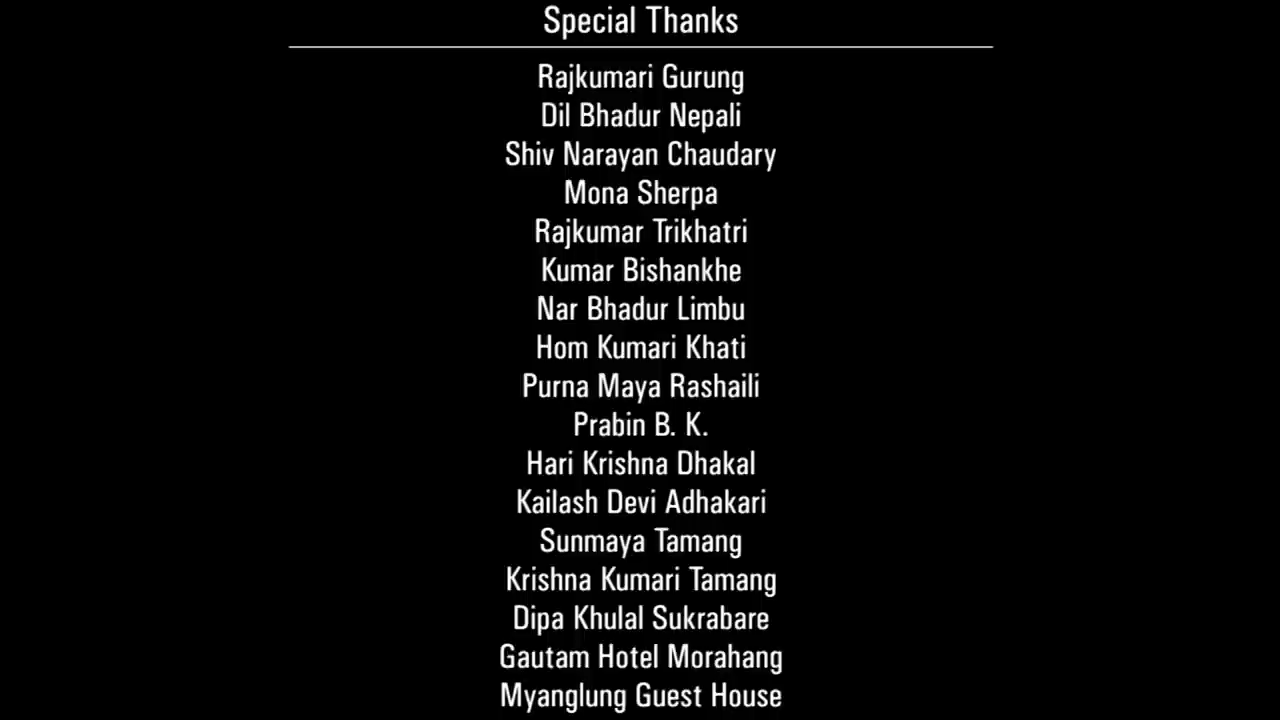 Special Thanks
Rajkumari Gurung
Dil Bhadur Nepali
Shiv Narayan Chaudary
Mona Sherpa
Rajkumar Trikhatri
Kumar Bishankhe
Nar Bhadur Limbu
Hom Kumari Khati
Purna Maya Rashaili
Prabin B. K.
Hari Krishna Dhakal
Kailash Devi Adhakari
Sunmaya Tamang
Krishna Kumari Tamang
Dipa Khulal Sukrabare
Gautam Hotel Morahang
Myanglung Guest House